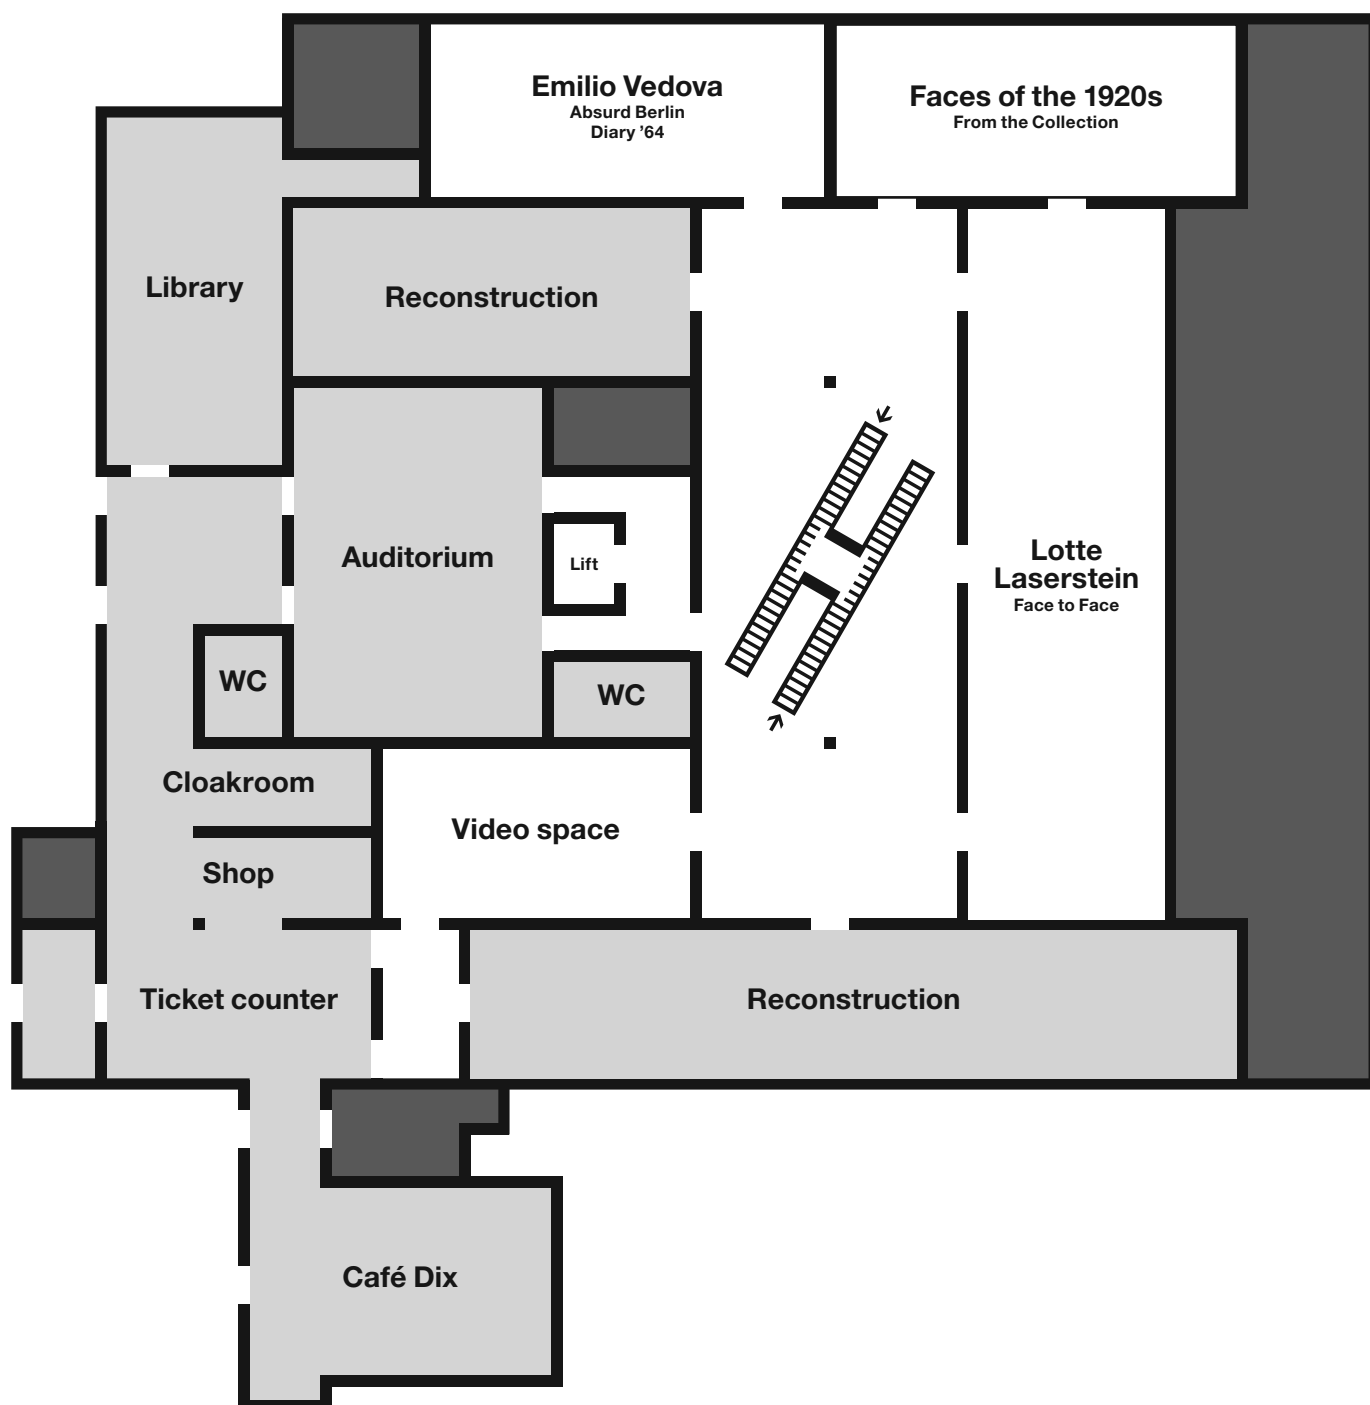 Emilio Vedova
Absurd Berlin
Diary ’64
Faces of the 1920s
From the Collection
Library
Reconstruction
Auditorium
Lift
Lotte
Laserstein
Face to Face
WC
WC
Cloakroom
Video space
Shop
Ticket counter
Reconstruction
Café Dix